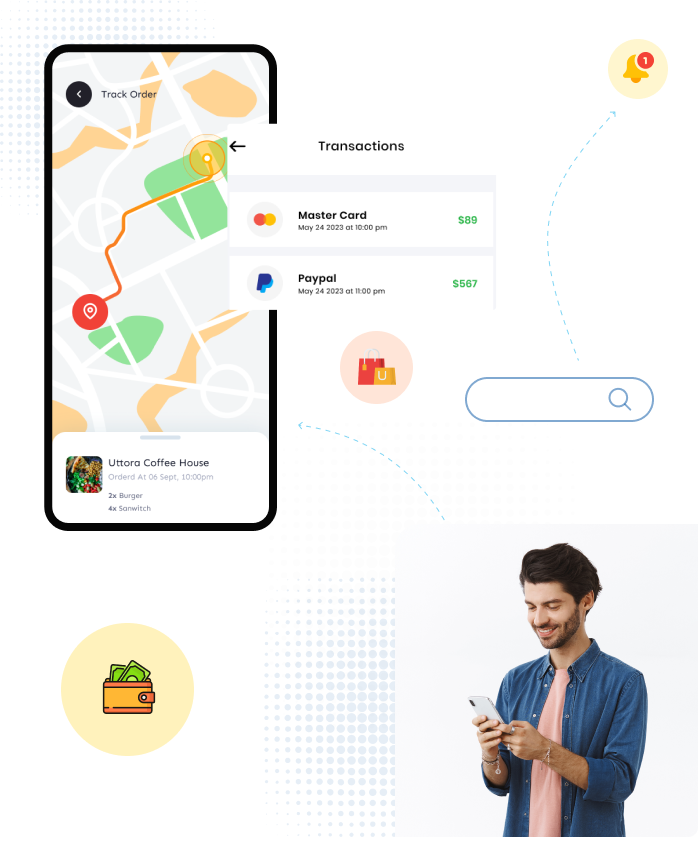 Track Order
1
Transactions
Master Card
May 24 2023 at 10:00 pm
$89
Paypal
May 24 2023 at 11:00 pm
$567
U
Uttora Coffee House
Orderd At 06 Sept, 10:00pm
2x Burger
4x Sanwitch